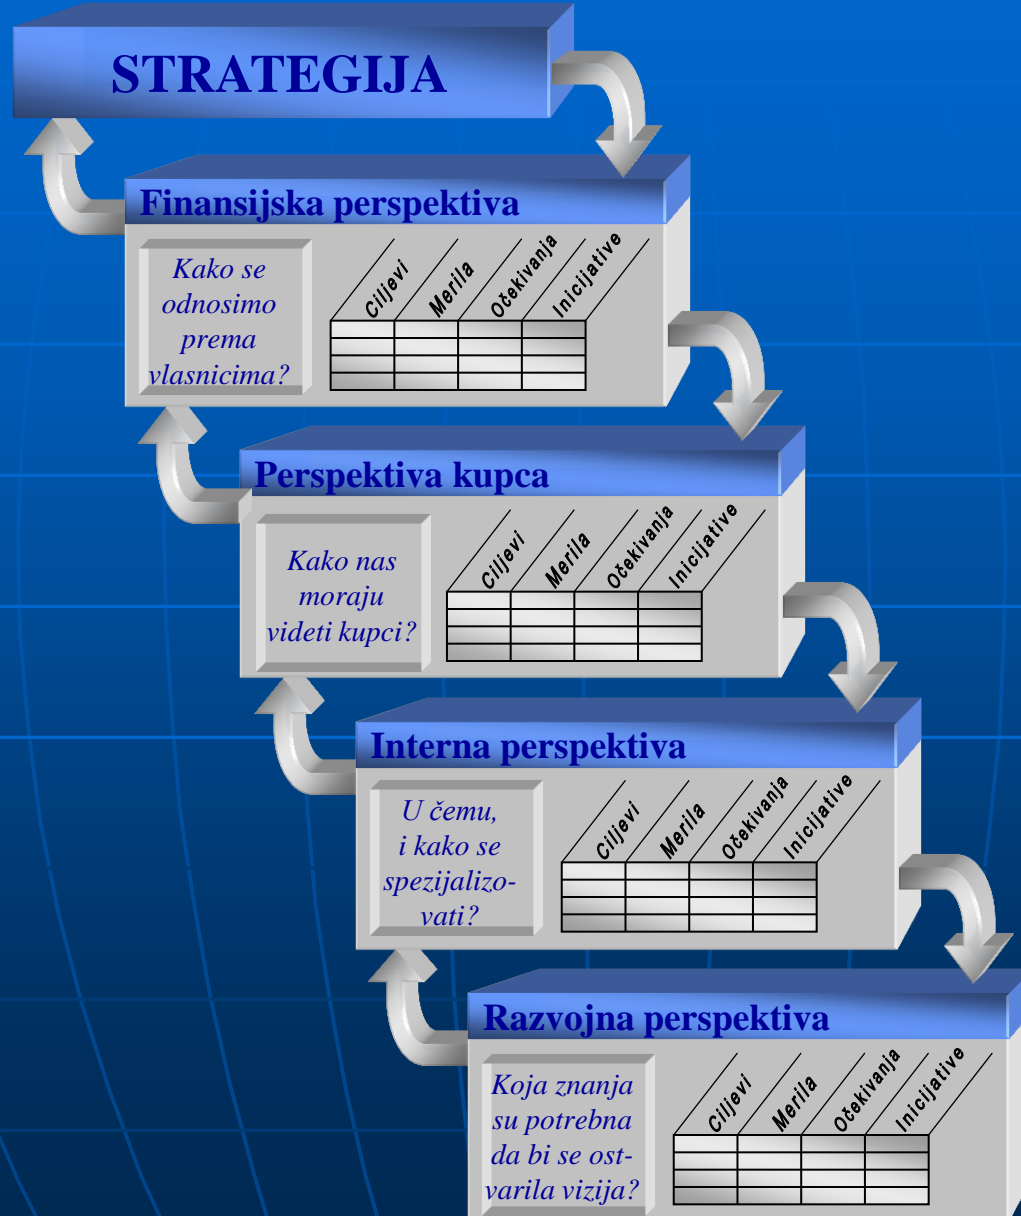 STRATEGIJA
Finansijska perspektiva
Kako se
odnosimo
prema
vlasnicima?
Ciljevi Merila Očekivanja Inicijative
Perspektiva kupca
Kako nas
moraju
videti kupci?
Ciljevi Merila Očekivanja Inicijative
Interna perspektiva
U čemu,
i kako se
spezijalizo-
vati?
Ciljevi Merila Očekivanja Inicijative
Razvojna perspektiva
Koja znanja
su potrebna
da bi se ost-
varila vizija?
Ciljevi Merila Očekivanja Inicijative